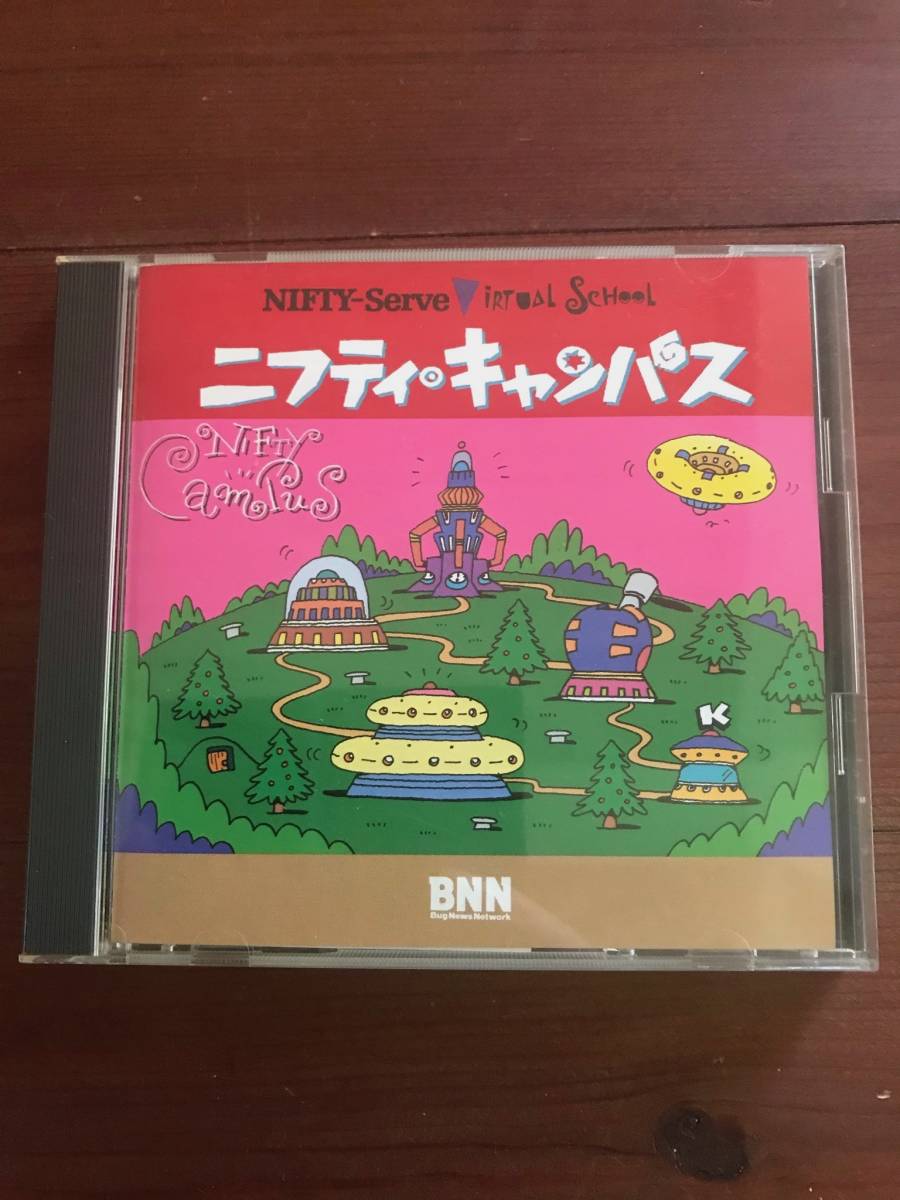 NIFTY-Serve VIRTUAL SCHOOL
ニフティ・キャンパス
NIFTY
Campus
K
BNN
Bug News Network